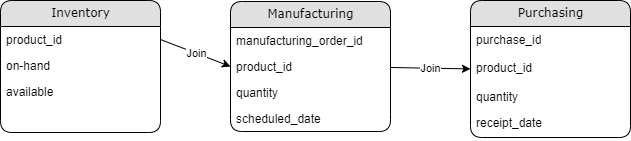 Inventory
product_id
on-hand
available
Join
Manufacturing
manufacturing_order_id
product_id
quantity
scheduled_date
Join
Purchasing
purchase_id
product_id
quantity
receipt_date